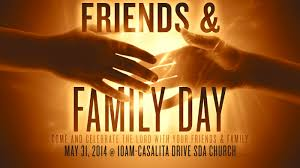 FRIENDS &
FAMILY DAY
COME AND CELEBRATE THE LORD WITH YOUR FRIENDS & FAMILY
MAY 31, 2014 @ 10AM-CASALITA DRIVE SDA CHURCH